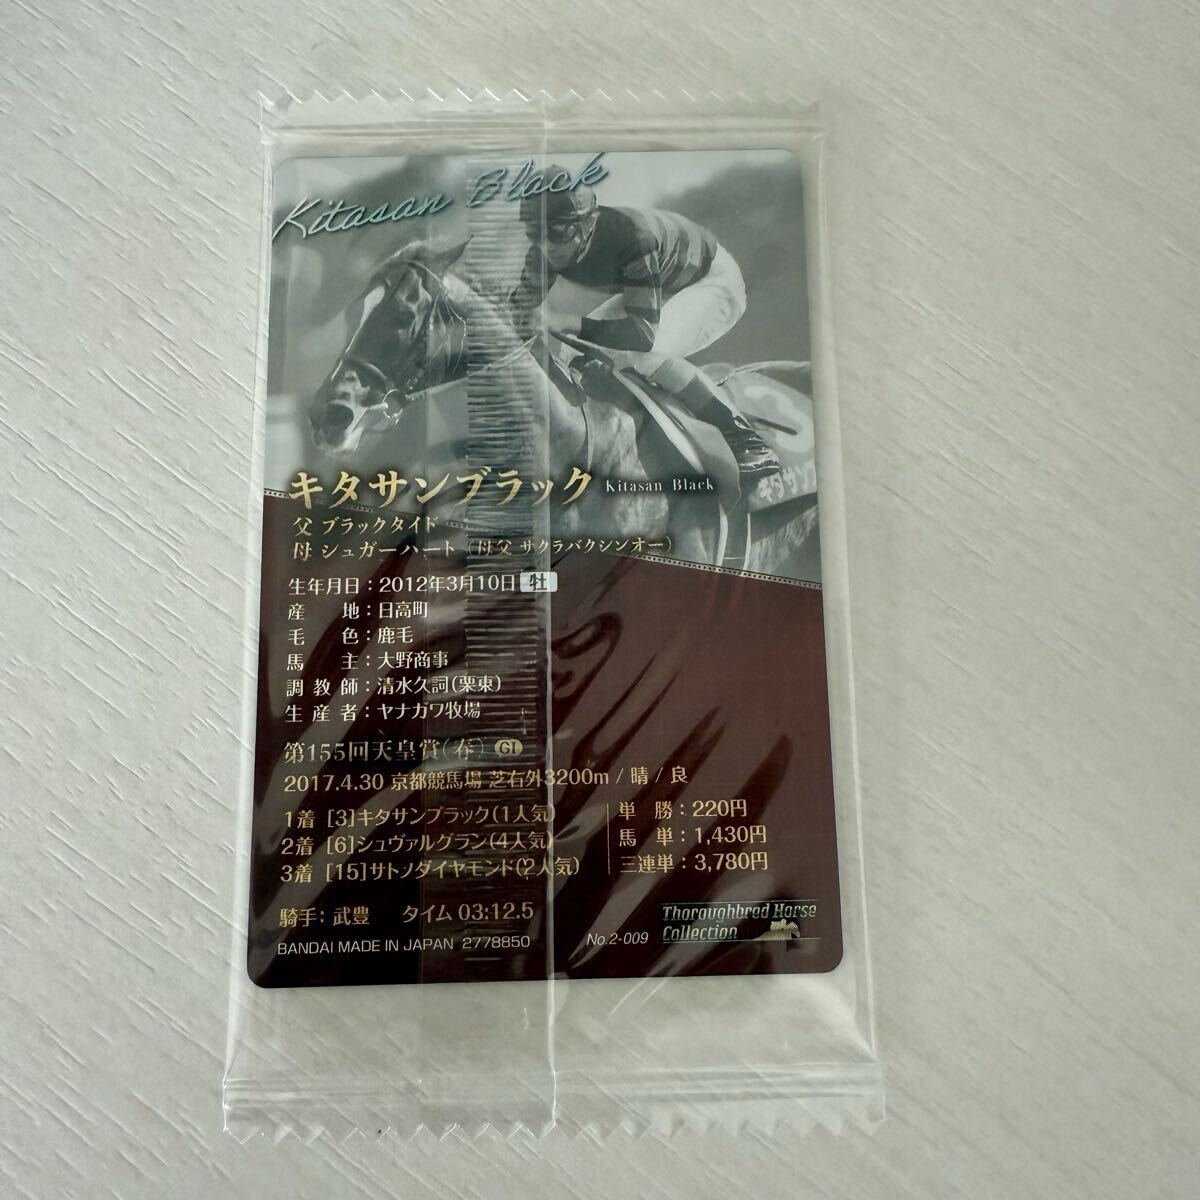 Kitasan Black
キタサンブラック Kitasan Black
父 ブラックタイド
母 シュガーハート (母父 サクラバクシンオー)
生年月日：2012年3月10日 牡
産地：日高町
毛色：鹿毛
馬主：大野商事
調教師：清水久詞(栗東)
生産者：ヤナガワ牧場
第155回天皇賞(春) GI
2017.4.30 京都競馬場 芝右外3200m / 晴 / 良
1着 [3]キタサンブラック(1人気)
2着 [6]シュヴァルグラン(4人気)
3着 [15]サトノダイヤモンド(2人気)
単勝：220円
馬単：1,430円
三連単：3,780円
騎手：武豊 タイム 03:12.5
BANDAI MADE IN JAPAN 2778850
No.2-009
Thoroughbred Horse
Collection